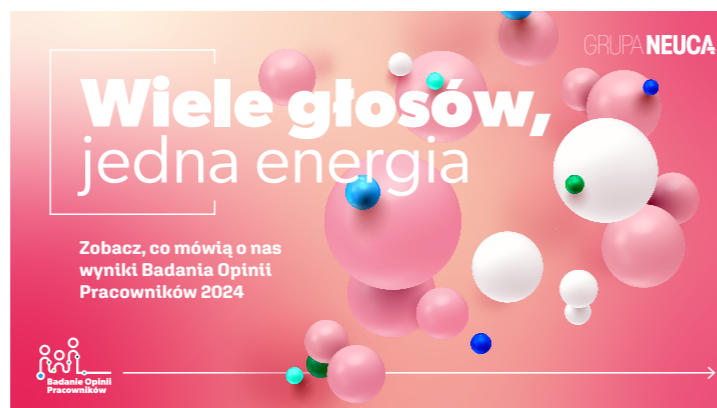 GRUPA NEUCA
Wiele głosów,
jedna energia
Zobacz, co mówią o nas
wyniki Badania Opinii
Pracowników 2024
Badanie Opinii
Pracowników